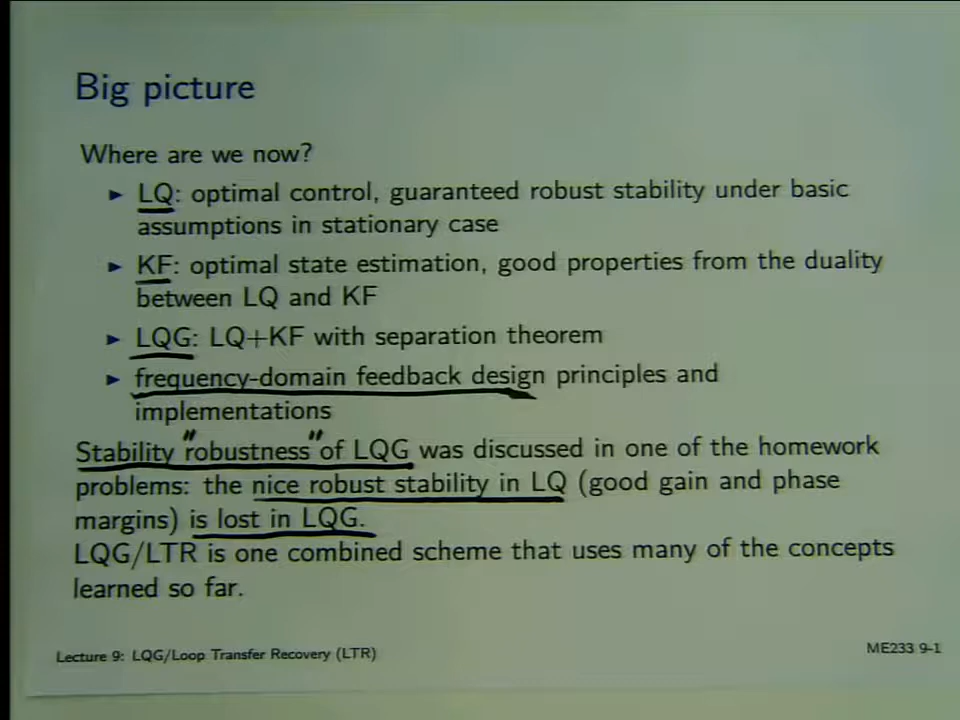 Big picture
Where are we now?
► LQ: optimal control, guaranteed robust stability under basic
assumptions in stationary case
► KF: optimal state estimation, good properties from the duality
between LQ and KF
► LQG: LQ+KF with separation theorem
► frequency-domain feedback design principles and
implementations
Stability "robustness" of LQG was discussed in one of the homework
problems: the nice robust stability in LQ (good gain and phase
margins) is lost in LQG.
LQG/LTR is one combined scheme that uses many of the concepts
learned so far.
Lecture 9: LQG/Loop Transfer Recovery (LTR)
ME233 9-1